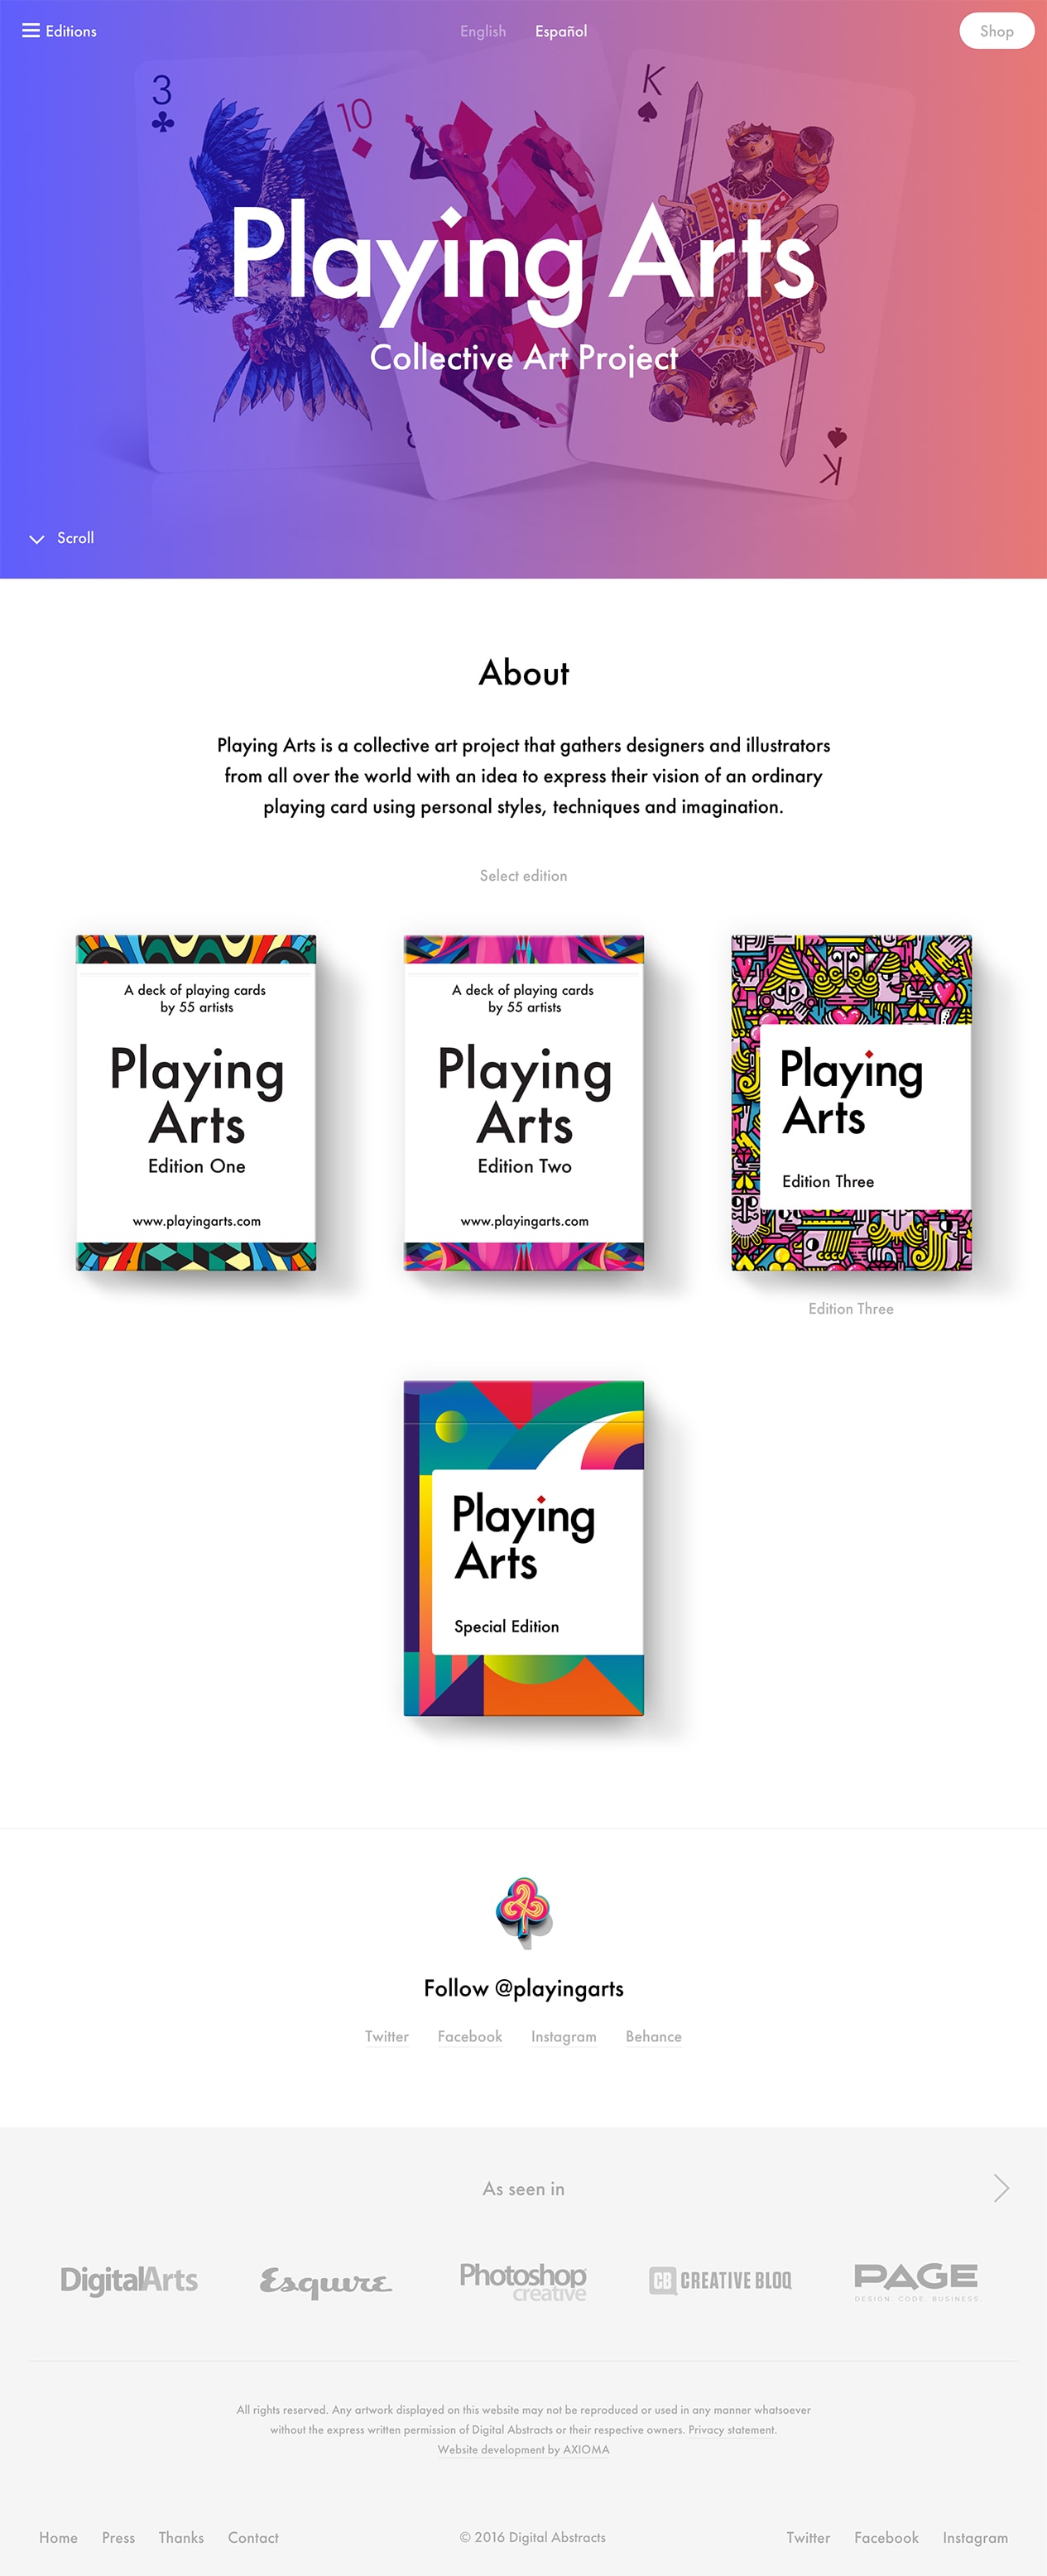 Editions
English Español
Shop
3
10
K
Playing Arts
Collective Art Project
K
Scroll
About
Playing Arts is a collective art project that gathers designers and illustrators
from all over the world with an idea to express their vision of an ordinary
playing card using personal styles, techniques and imagination.
Select edition
A deck of playing cards
by 55 artists
Playing
Arts
Edition One
www.playingarts.com
A deck of playing cards
by 55 artists
Playing
Arts
Edition Two
www.playingarts.com
Playing
Arts
Edition Three
Edition Three
Playing
Arts
Special Edition
Follow @playingarts
Twitter Facebook Instagram Behance
As seen in
DigitalArts
Esquire
Photoshop
creative
CB CREATIVE BLOQ
PAGE
DESIGN. CODE. BUSINESS
All rights reserved. Any artwork displayed on this website may not be reproduced or used in any manner whatsoever
without the express written permission of Digital Abstracts or their respective owners. Privacy statement.
Website development by AXIOMA
Home Press Thanks Contact
© 2016 Digital Abstracts
Twitter Facebook Instagram